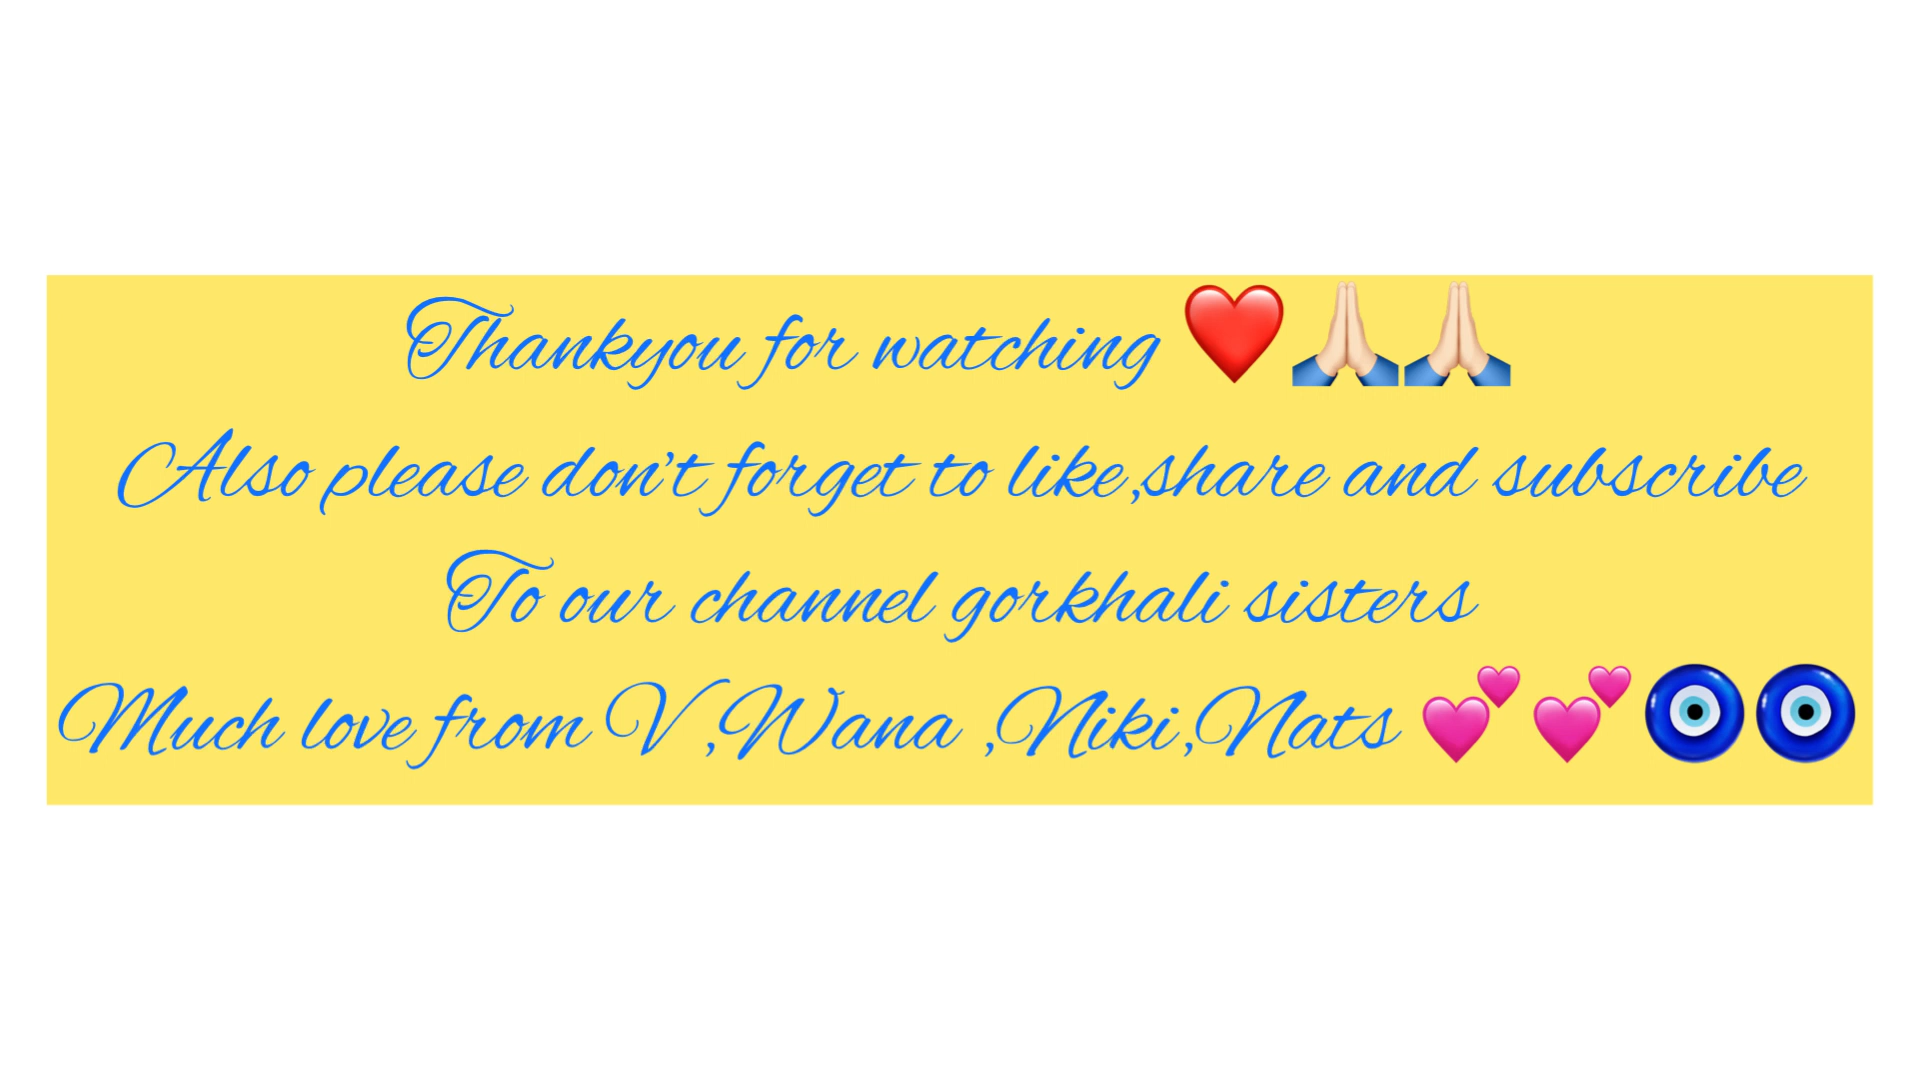 Thankyou for watching ❤️🙏🏻🙏🏻
Also please don't forget to like,share and subscribe
To our channel gorkhali sisters
Much love from V ,Wana ,Niki,Nats 💕💕🧿🧿